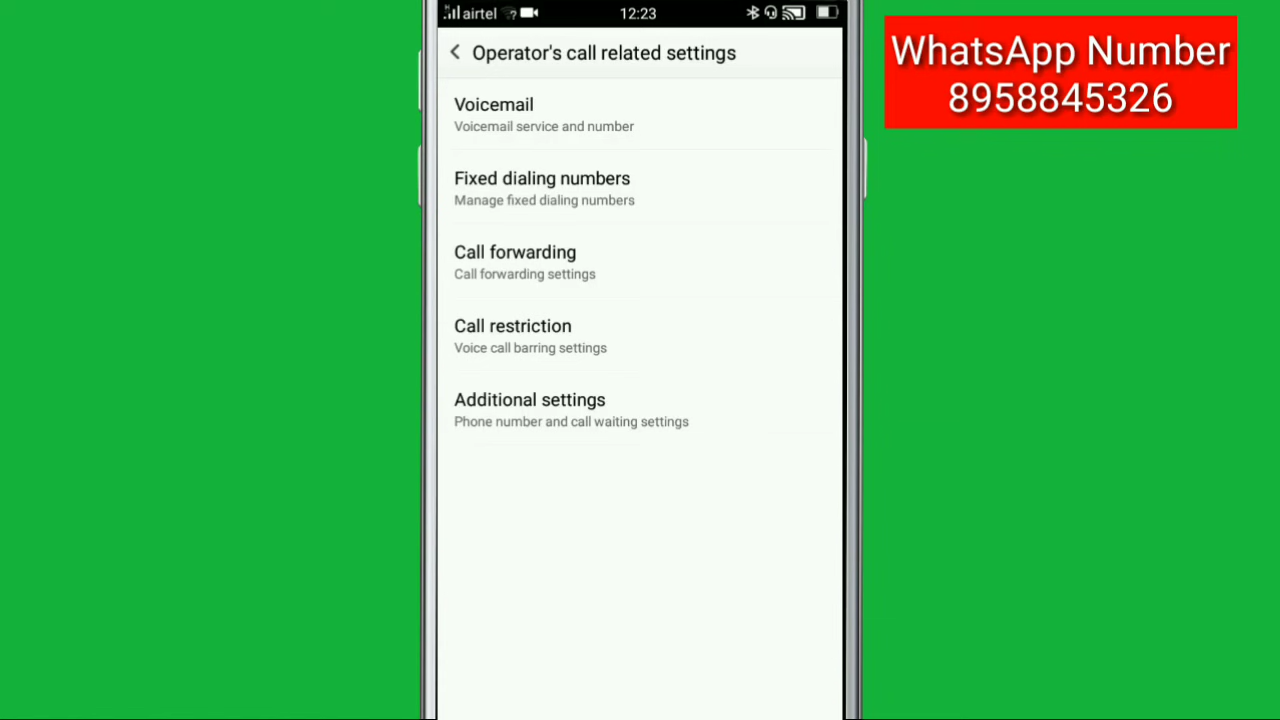 airtel
12:23
WhatsApp Number
8958845326
Operator's call related settings
Voicemail
Voicemail service and number
Fixed dialing numbers
Manage fixed dialing numbers
Call forwarding
Call forwarding settings
Call restriction
Voice call barring settings
Additional settings
Phone number and call waiting settings